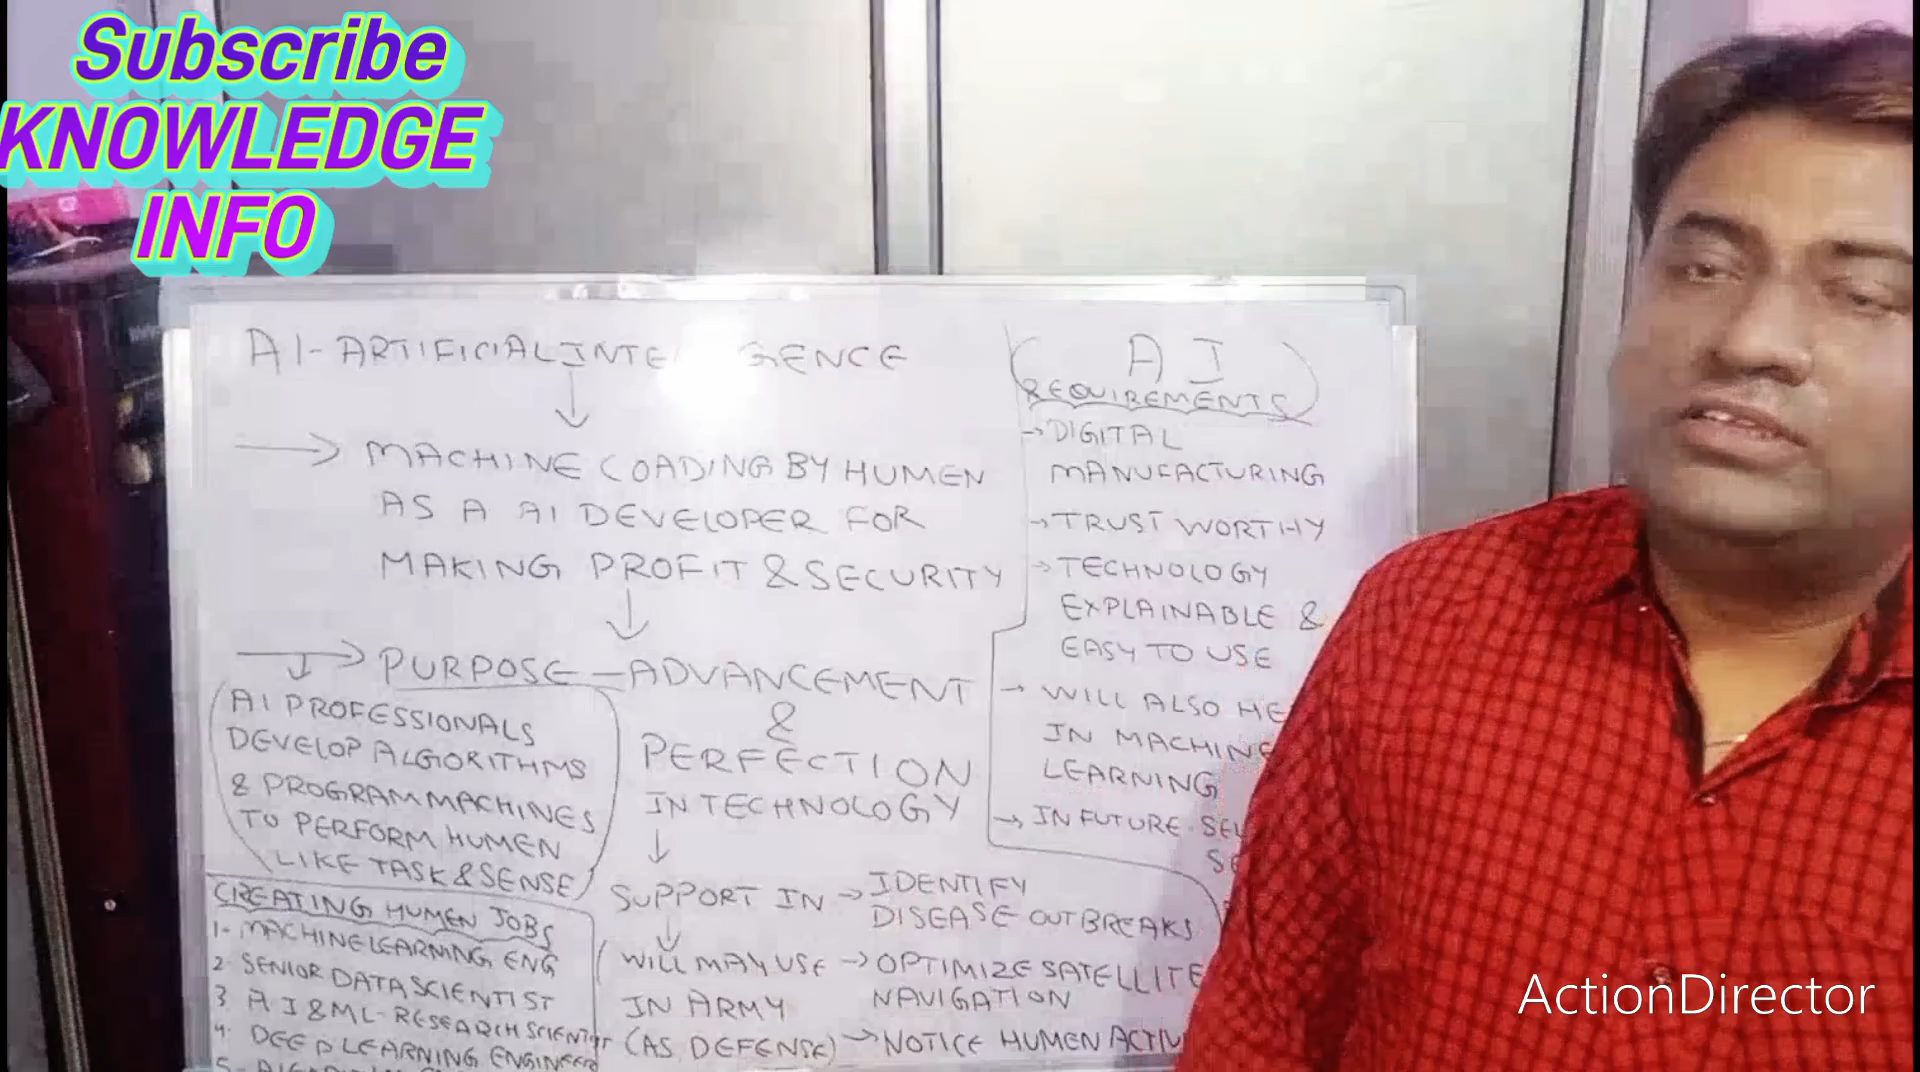 Subscribe
KNOWLEDGE
INFO
AI-ARTIFICIAL
MACHINE COADING BY HUMEN
AS A AI DEVELOPER FOR
MAKING PROFIT & SECURITY
PURPOSE - ADVANCEMENT
&
PERFECTION
IN TECHNOLOGY
AI PROFESSIONALS
DEVELOP ALGORITHMS
& PROGRAM MACHINES
TO PERFORM HUMEN
LIKE TASK & SENSE
CREATING HUMEN JOBS
1- MACHINE LEARNING ENG
2 SENIOR DATA SCIENTIST
3 AI & ML-RESEARCH SCIENTIST
4. DEEP LEARNING ENGINEER
SUPPORT IN → IDENTIFY
DISEASE OUTBREAKS
WILL MAY USE → OPTIMIZE SATELLITE
IN ARMY NAVIGATION
(AS DEFENSE) → NOTICE HUMEN
AI
REQUIREMENTS
→ DIGITAL
MANUFACTURING
→ TRUST WORTHY
→ TECHNOLOGY
EXPLAINABLE &
EASY TO USE
→ WILL ALSO
IN MACHINE
LEARNING
→ IN FUTURE
ActionDirector